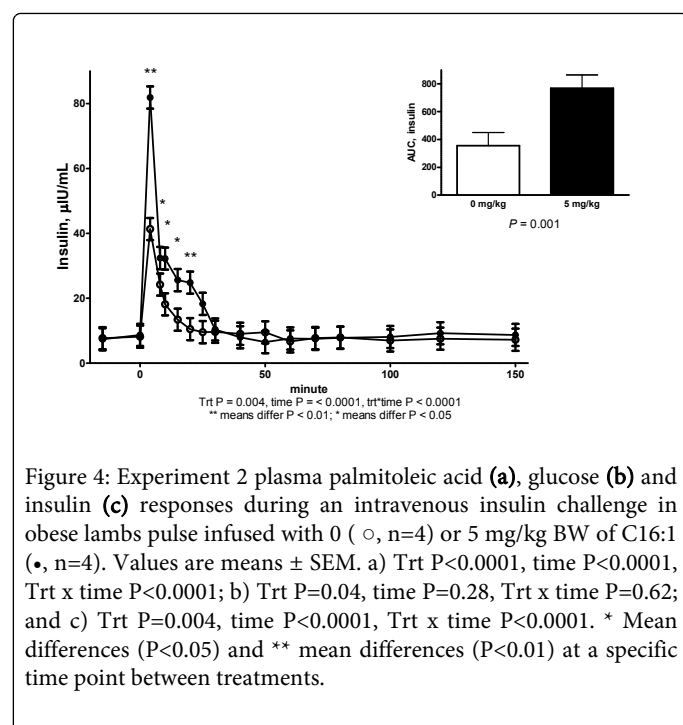 **
80
*
*
60
*
**
40
20
0
Insulin, µIU/mL
0 50 100 150
minute
800
600
400
200
0
AUC, insulin
0 mg/kg 5 mg/kg
P = 0.001
Trt P = 0.004, time P = < 0.0001, trt*time P < 0.0001
** means differ P < 0.01; * means differ P < 0.05
Figure 4: Experiment 2 plasma palmitoleic acid (a), glucose (b) and
insulin (c) responses during an intravenous insulin challenge in
obese lambs pulse infused with 0 ( ○, n=4) or 5 mg/kg BW of C16:1
(•, n=4). Values are means ± SEM. a) Trt P<0.0001, time P<0.0001,
Trt x time P<0.0001; b) Trt P=0.04, time P=0.28, Trt x time P=0.62;
and c) Trt P=0.004, time P<0.0001, Trt x time P<0.0001. * Mean
differences (P<0.05) and ** mean differences (P<0.01) at a specific
time point between treatments.